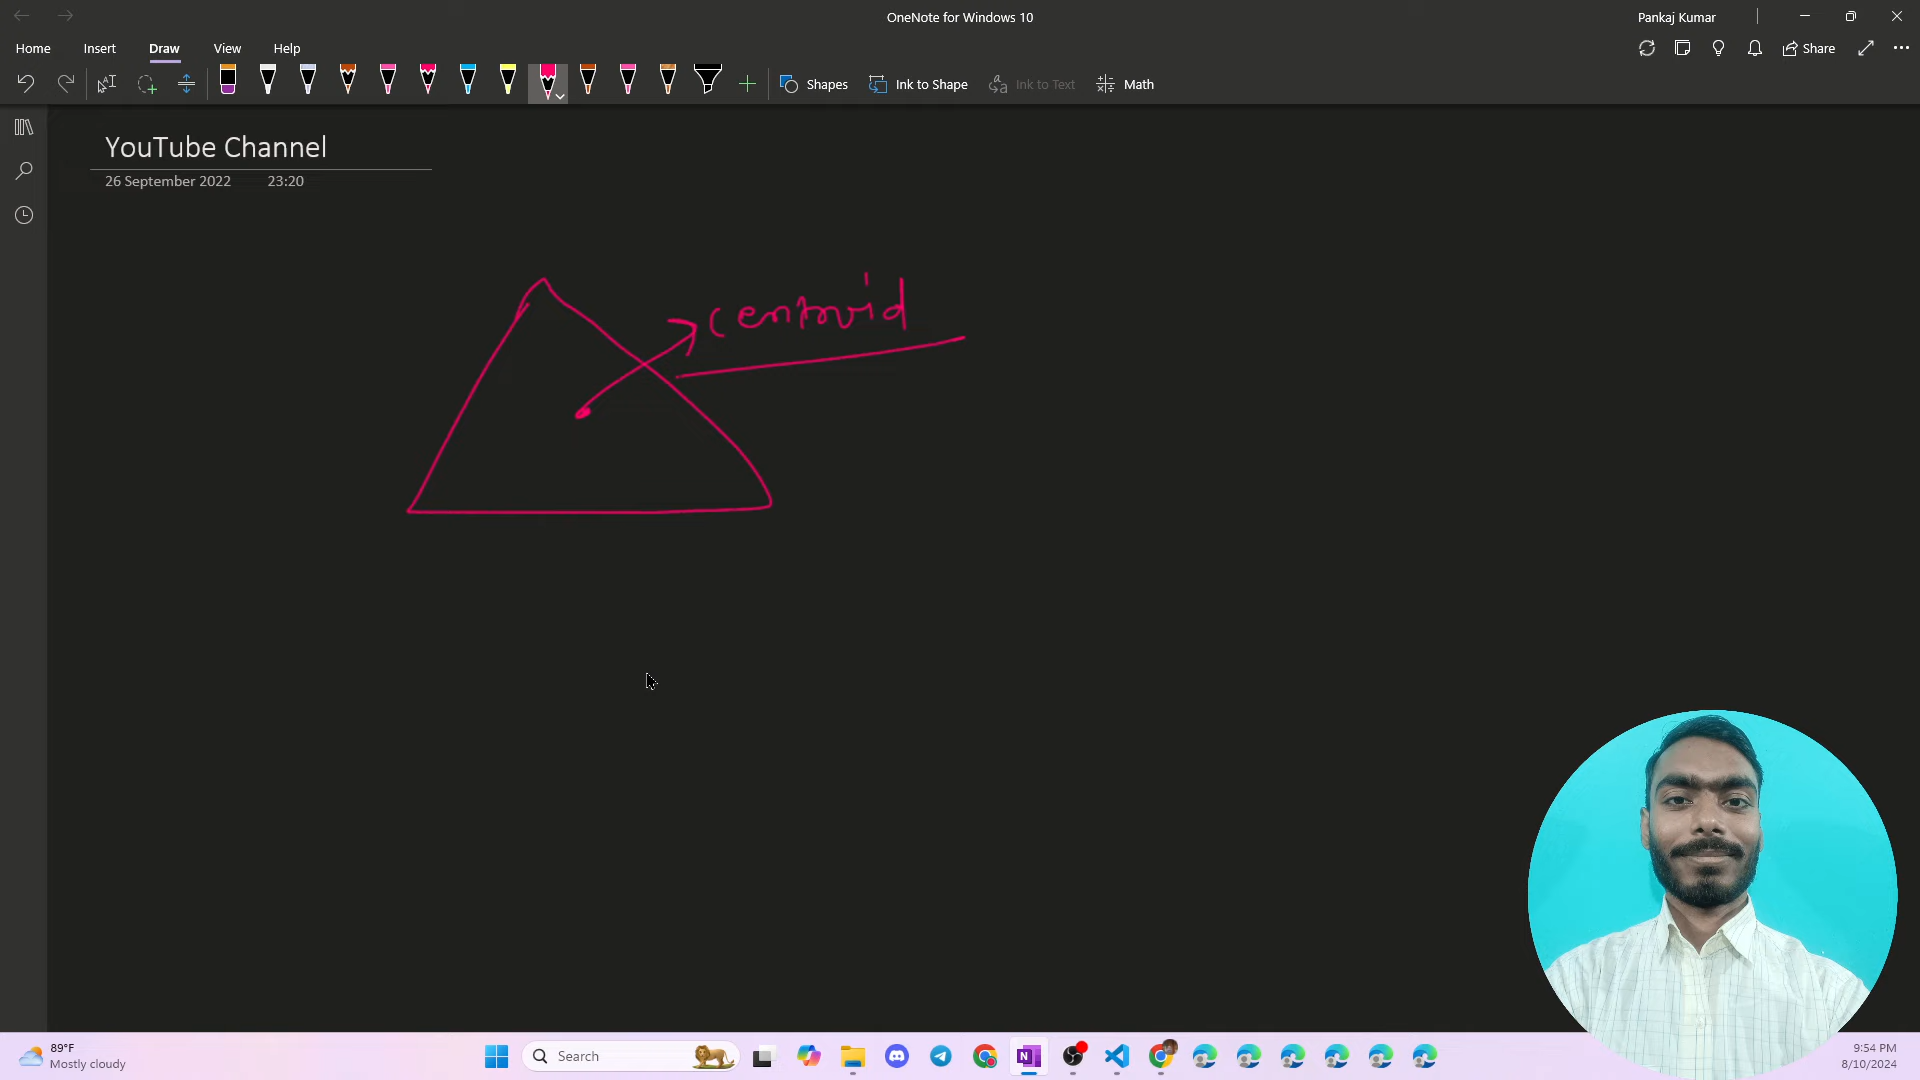 OneNote for Windows 10
Pankaj Kumar
Home Insert Draw View Help
Share
Shapes Ink to Shape Ink to Text Math
YouTube Channel
26 September 2022 23:20
centroid
89°F
Mostly cloudy
Search
9:54 PM
8/10/2024